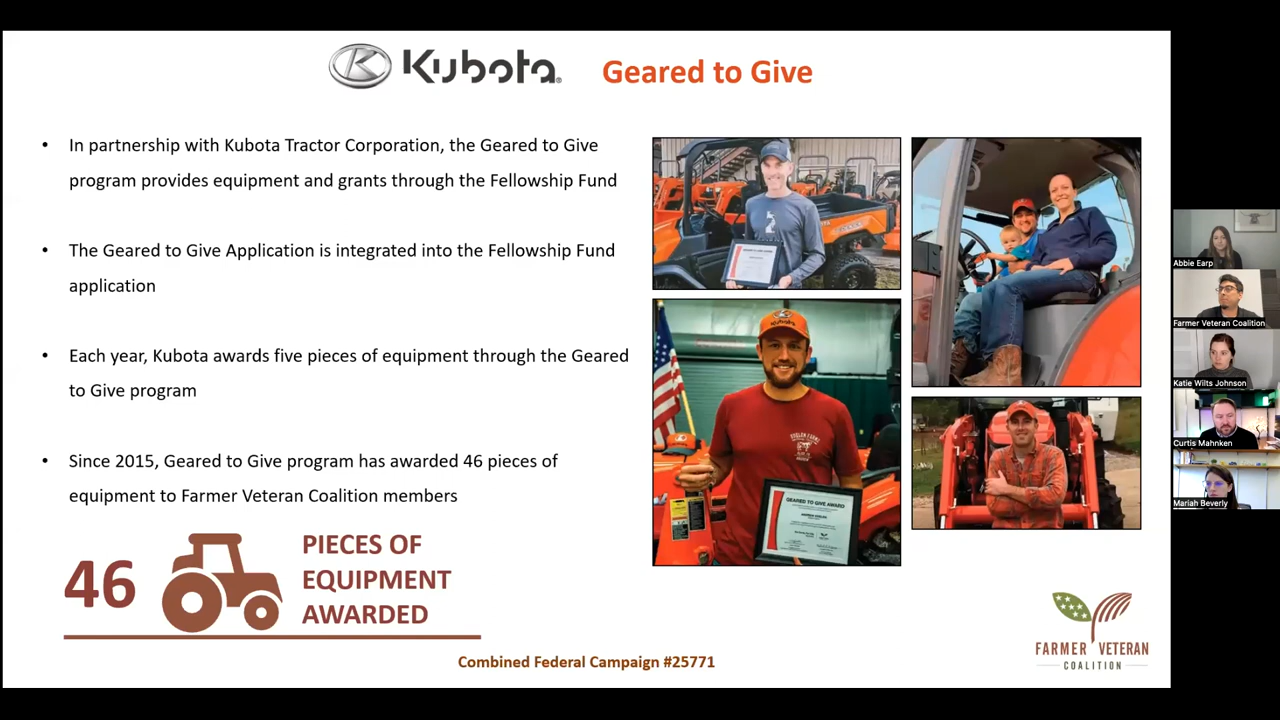 Kubota
Geared to Give
• In partnership with Kubota Tractor Corporation, the Geared to Give
program provides equipment and grants through the Fellowship Fund
• The Geared to Give Application is integrated into the Fellowship Fund
application
• Each year, Kubota awards five pieces of equipment through the Geared
to Give program
• Since 2015, Geared to Give program has awarded 46 pieces of
equipment to Farmer Veteran Coalition members
46
PIECES OF
EQUIPMENT
AWARDED
Combined Federal Campaign #25771
Kubota
GEARED TO GIVE AWARD
FARMER VETERAN
COALITION
Abbie Earp
Farmer Veteran Coalition
Katie Wilts Johnson
Curtis Mahnken
Mariah Beverly